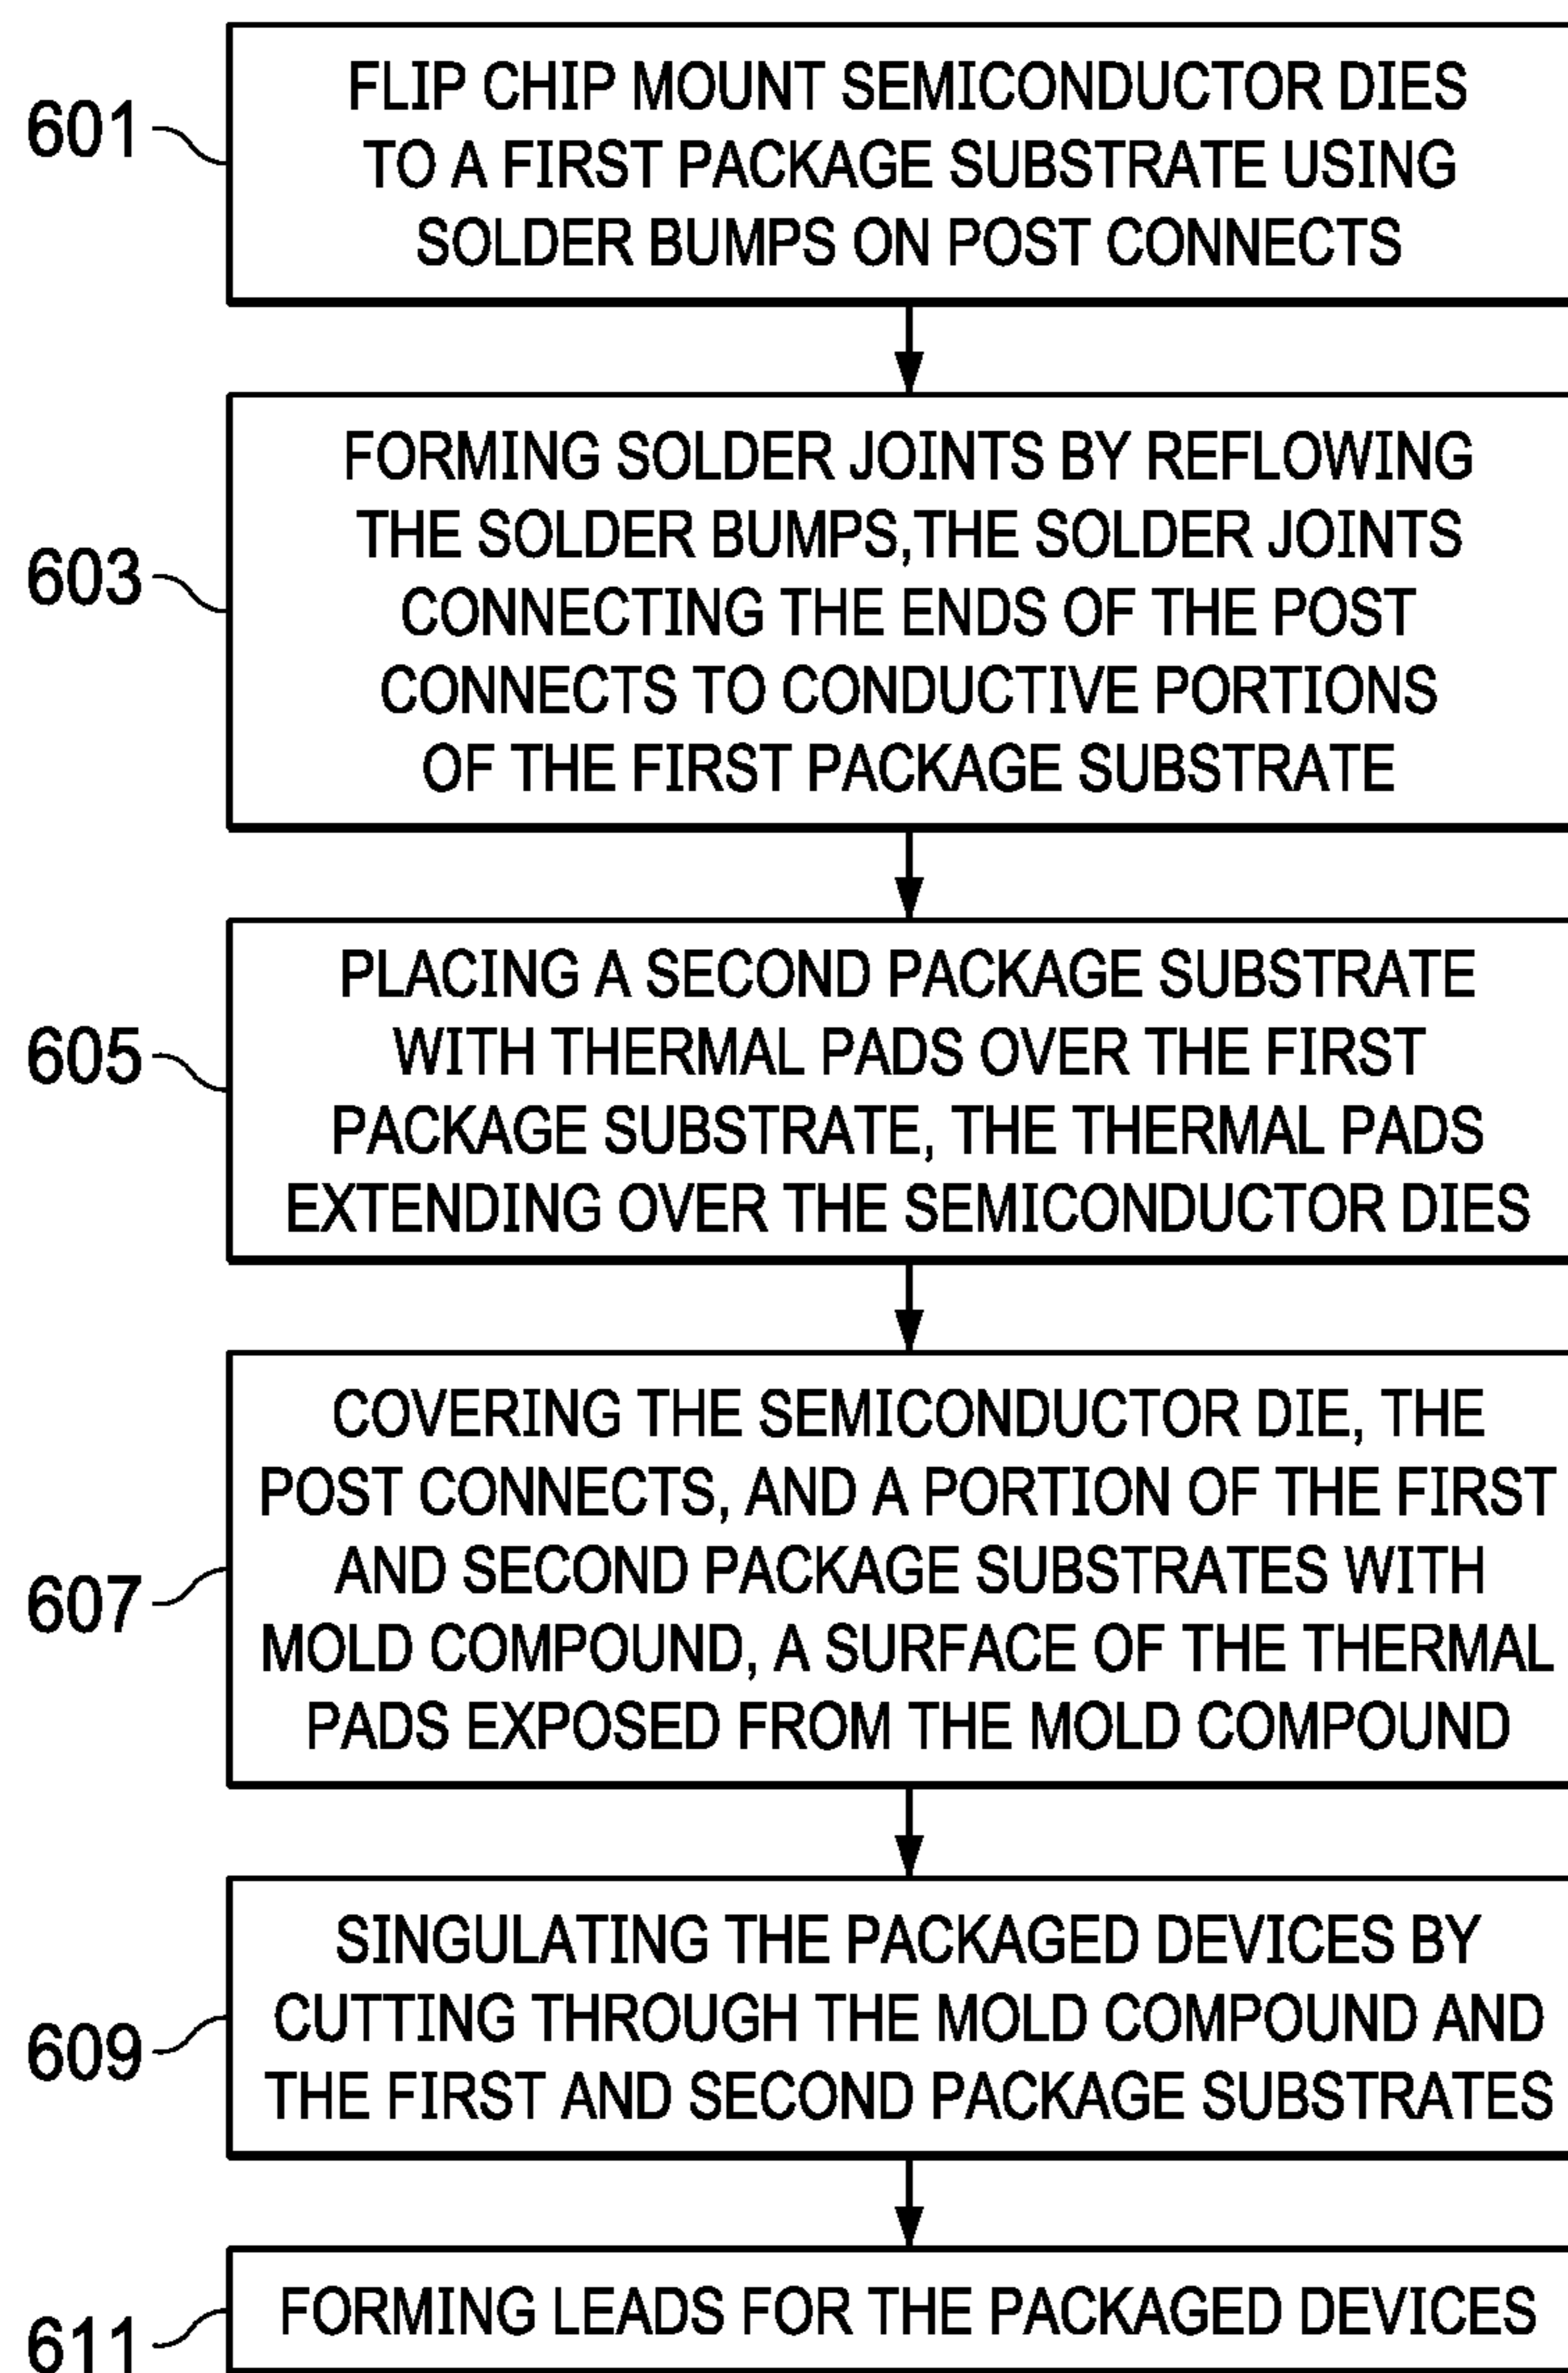 601
FLIP CHIP MOUNT SEMICONDUCTOR DIES
TO A FIRST PACKAGE SUBSTRATE USING
SOLDER BUMPS ON POST CONNECTS
603
FORMING SOLDER JOINTS BY REFLOWING
THE SOLDER BUMPS,THE SOLDER JOINTS
CONNECTING THE ENDS OF THE POST
CONNECTS TO CONDUCTIVE PORTIONS
OF THE FIRST PACKAGE SUBSTRATE
605
PLACING A SECOND PACKAGE SUBSTRATE
WITH THERMAL PADS OVER THE FIRST
PACKAGE SUBSTRATE, THE THERMAL PADS
EXTENDING OVER THE SEMICONDUCTOR DIES
607
COVERING THE SEMICONDUCTOR DIE, THE
POST CONNECTS, AND A PORTION OF THE FIRST
AND SECOND PACKAGE SUBSTRATES WITH
MOLD COMPOUND, A SURFACE OF THE THERMAL
PADS EXPOSED FROM THE MOLD COMPOUND
609
SINGULATING THE PACKAGED DEVICES BY
CUTTING THROUGH THE MOLD COMPOUND AND
THE FIRST AND SECOND PACKAGE SUBSTRATES
611
FORMING LEADS FOR THE PACKAGED DEVICES